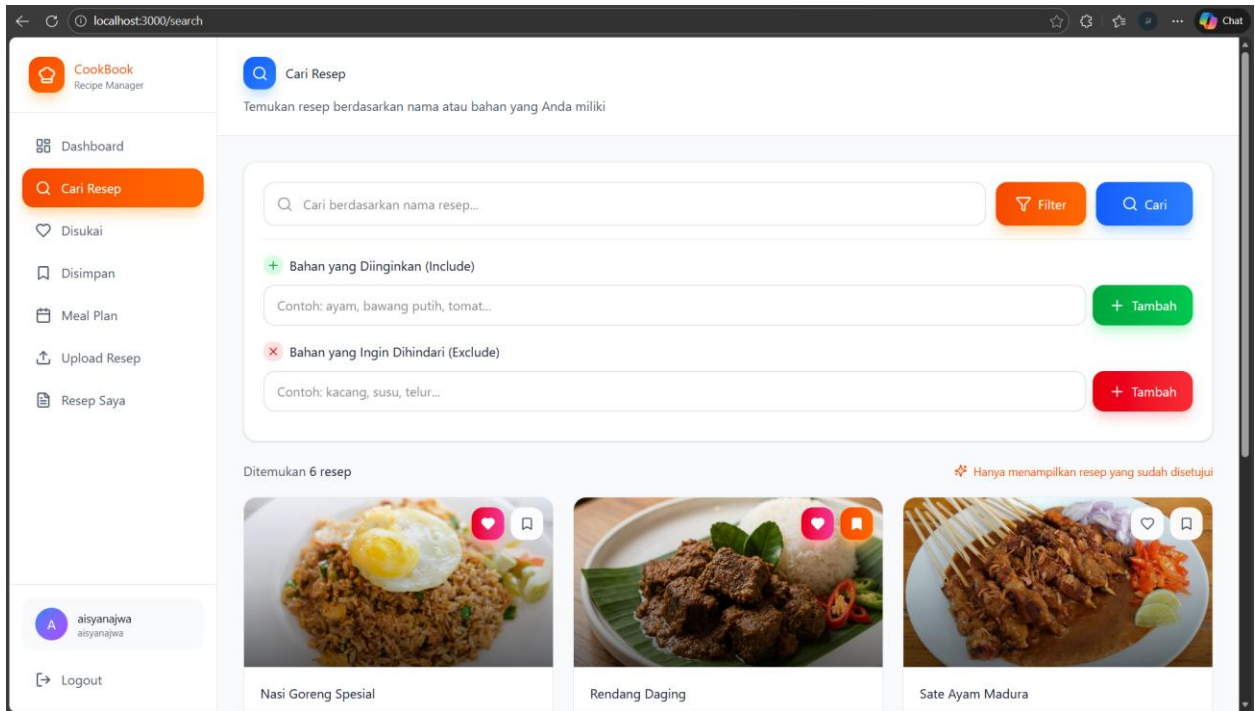 localhost:3000/search
Chat
CookBook
Recipe Manager
Dashboard
Cari Resep
Disukai
Disimpan
Meal Plan
Upload Resep
Resep Saya
A
aisyanajwa
aisyanajwa
Logout
Cari Resep
Temukan resep berdasarkan nama atau bahan yang Anda miliki
Cari berdasarkan nama resep...
Filter
Cari
Bahan yang Diinginkan (Include)
Contoh: ayam, bawang putih, tomat...
+ Tambah
Bahan yang Ingin Dihindari (Exclude)
Contoh: kacang, susu, telur...
+ Tambah
Ditemukan 6 resep
Hanya menampilkan resep yang sudah disetujui
Nasi Goreng Spesial
Rendang Daging
Sate Ayam Madura